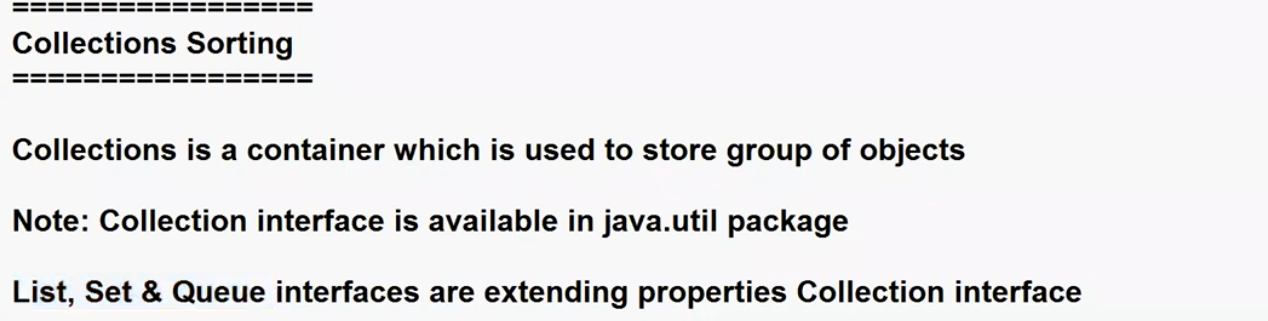 =================
Collections Sorting
=================
Collections is a container which is used to store group of objects
Note: Collection interface is available in java.util package
List, Set & Queue interfaces are extending properties Collection interface